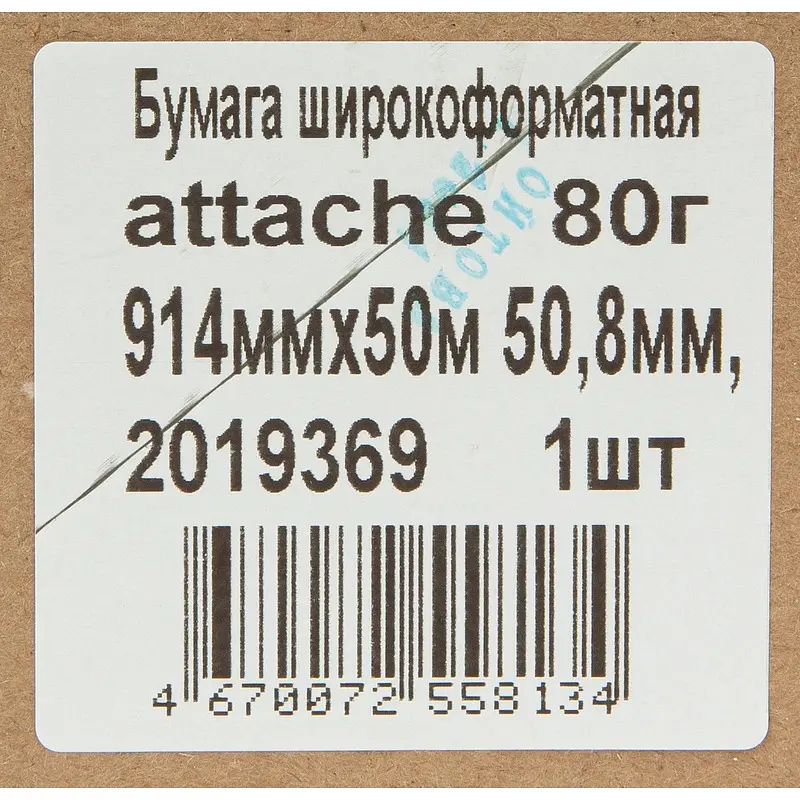 Бумага широкоформатная
attache 80г
914ммх50м 50,8мм,
2019369 1шт
4 670072 558134